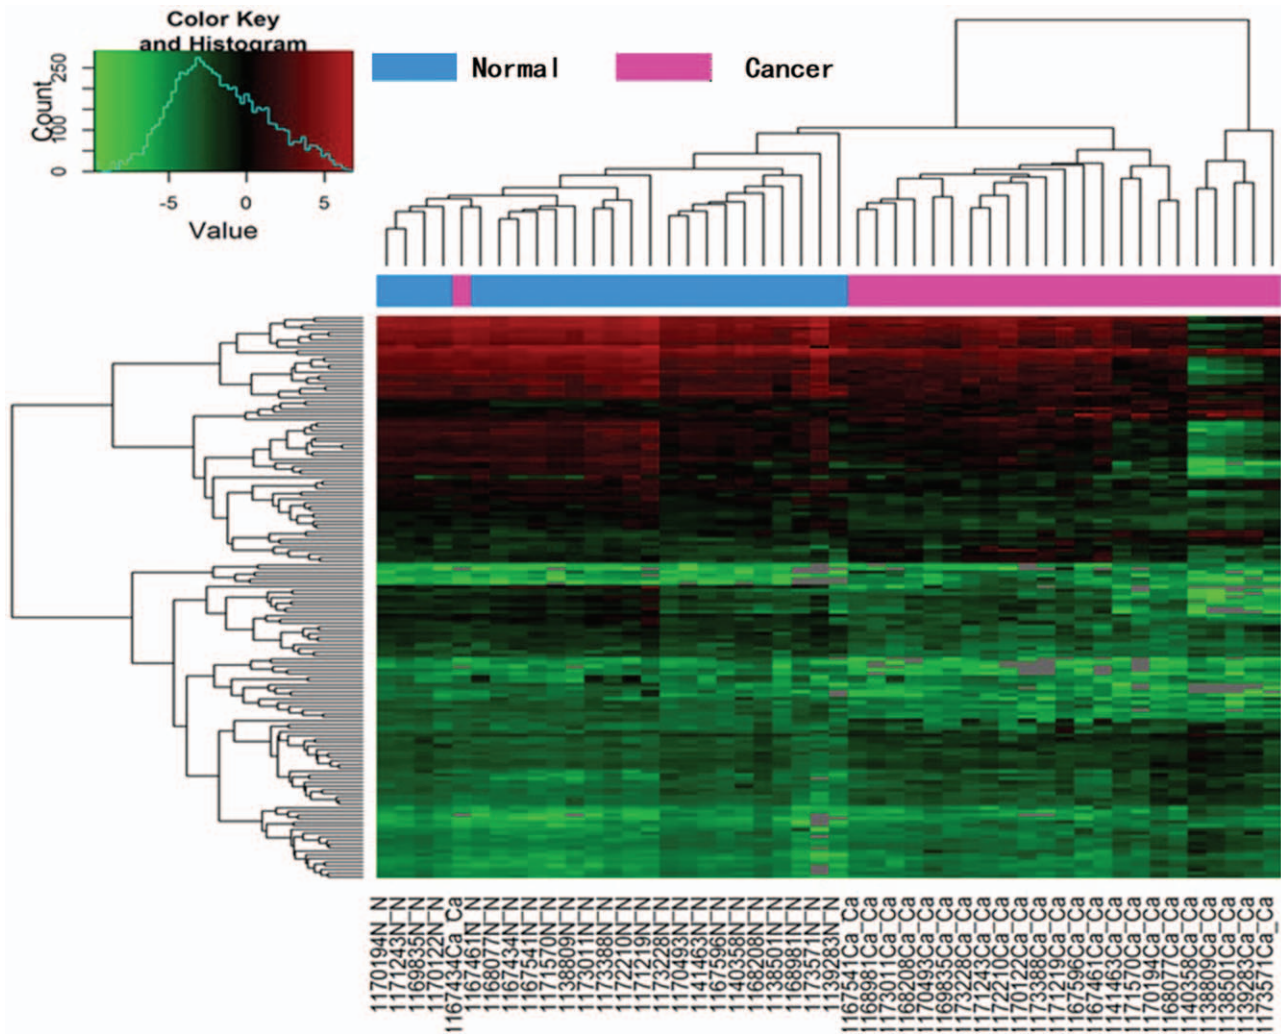 Color Key
and Histogram
Count
0
100
250
-5
0
5
Value
Normal
Cancer
1170194N_N
1171243N_N
1169835N_N
1170122N_N
1167434Ca_Ca
1167461N_N
1168077N_N
1167434N_N
1167541N_N
1171570N_N
1138809N_N
1173011N_N
1173388N_N
1172210N_N
1171219N_N
1173228N_N
1170493N_N
1141463N_N
1167596N_N
1140358N_N
1168208N_N
1138501N_N
1168981N_N
1173571N_N
1139283N_N
1167541Ca_Ca
1168981Ca_Ca
1173011Ca_Ca
1168208Ca_Ca
1170493Ca_Ca
1169835Ca_Ca
1173228Ca_Ca
1171243Ca_Ca
1172210Ca_Ca
1170122Ca_Ca
1173388Ca_Ca
1171219Ca_Ca
1167596Ca_Ca
1167461Ca_Ca
1141463Ca_Ca
1171570Ca_Ca
1170194Ca_Ca
1168077Ca_Ca
1140358Ca_Ca
1138809Ca_Ca
1138501Ca_Ca
1139283Ca_Ca
1173571Ca_Ca